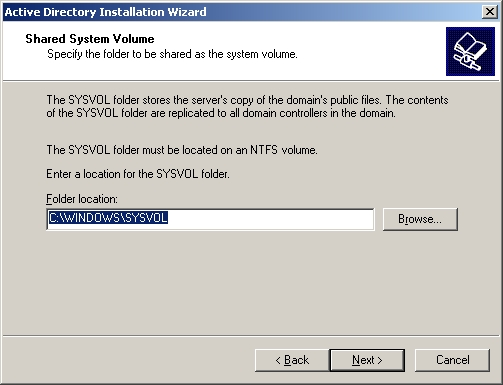 Active Directory Installation Wizard
Shared System Volume
Specify the folder to be shared as the system volume.
The SYSVOL folder stores the server's copy of the domain's public files. The contents
of the SYSVOL folder are replicated to all domain controllers in the domain.
The SYSVOL folder must be located on an NTFS volume.
Enter a location for the SYSVOL folder.
Folder location:
C:\WINDOWS\SYSVOL
Browse...
< Back
Next >
Cancel